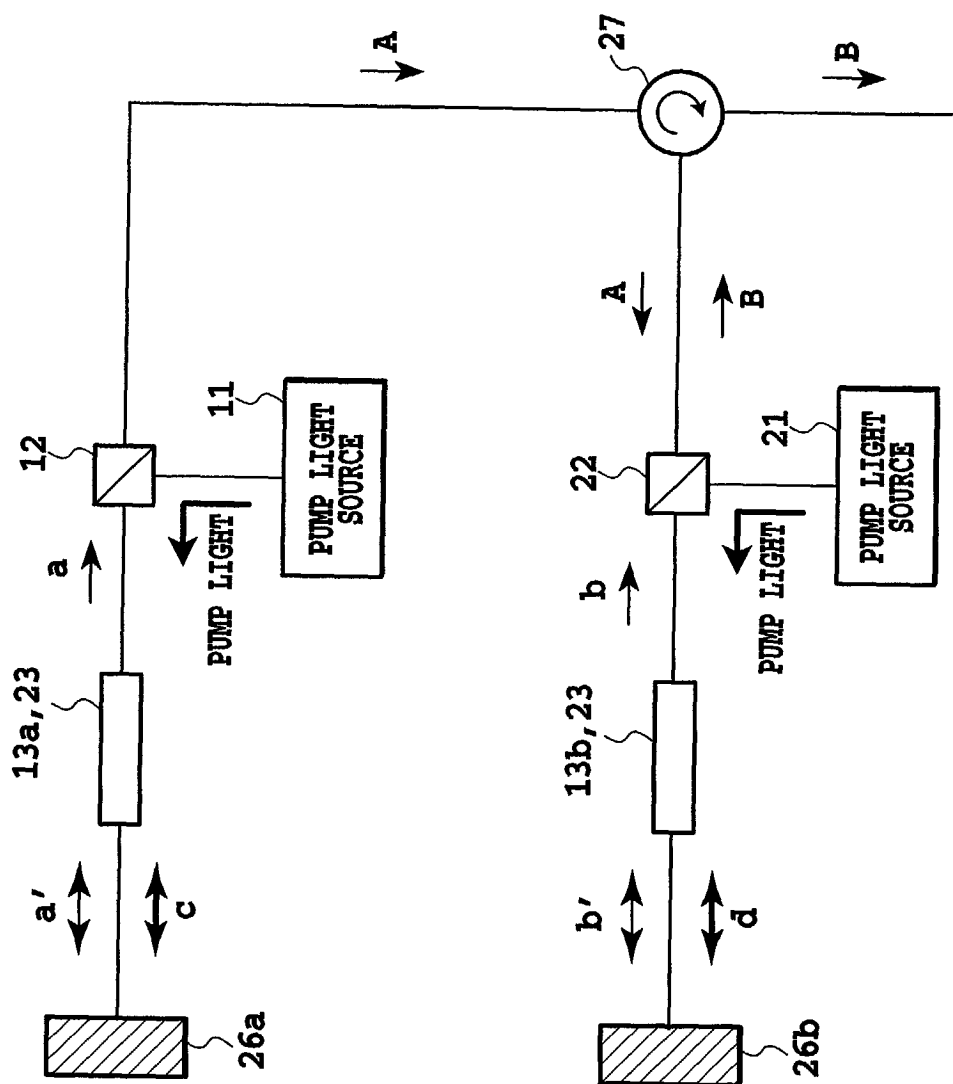 26b
26a
b'
d
a'
c
13b,23
13a,23
b
PUMP LIGHT
a
PUMP LIGHT
22
21
PUMP LIGHT
SOURCE
12
11
PUMP LIGHT
SOURCE
A
B
B
27
A